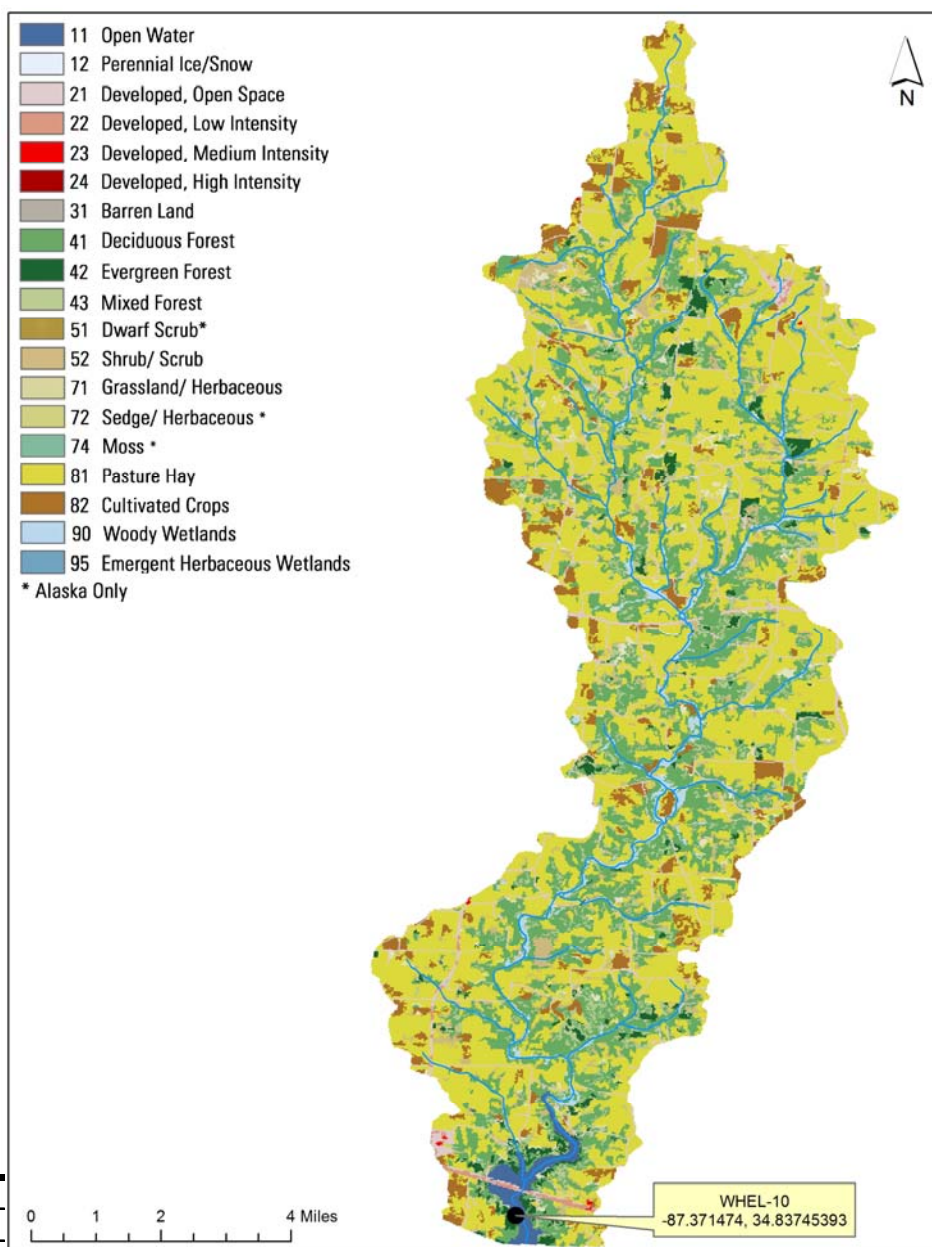 11 Open Water
12 Perennial Ice/Snow
21 Developed, Open Space
22 Developed, Low Intensity
23 Developed, Medium Intensity
24 Developed, High Intensity
31 Barren Land
41 Deciduous Forest
42 Evergreen Forest
43 Mixed Forest
51 Dwarf Scrub*
52 Shrub/ Scrub
71 Grassland/ Herbaceous
72 Sedge/ Herbaceous *
74 Moss *
81 Pasture Hay
82 Cultivated Crops
90 Woody Wetlands
95 Emergent Herbaceous Wetlands
* Alaska Only
N
WHEL-10
-87.371474, 34.83745393
0 1 2 4 Miles